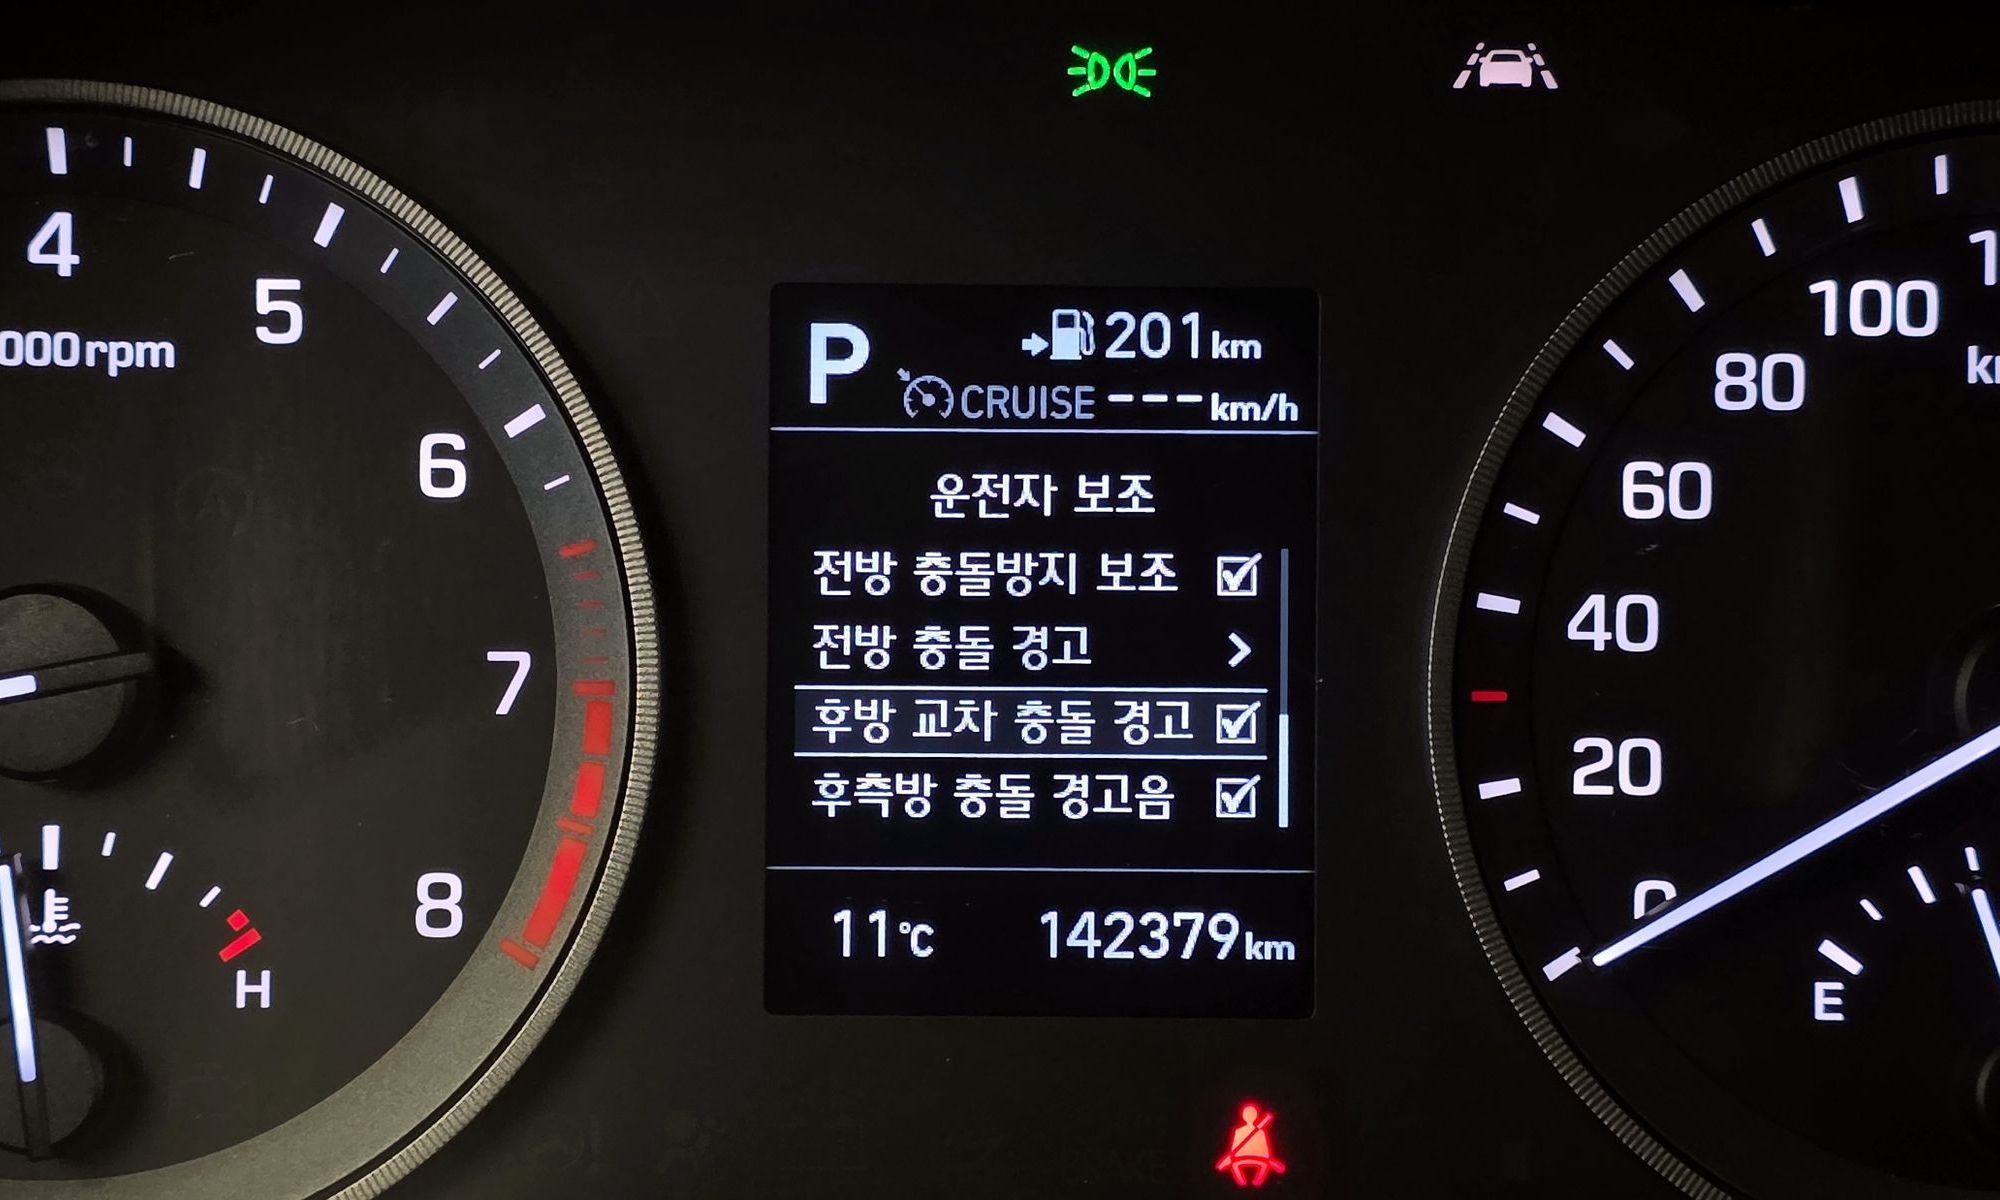 4
5
000rpm
6
7
8
H
P
201km
CRUISE ---km/h
운전자 보조
전방 충돌방지 보조
전방 충돌 경고
후방 교차 충돌 경고
후측방 충돌 경고음
11℃ 142379km
100
80
60
40
20
0
E